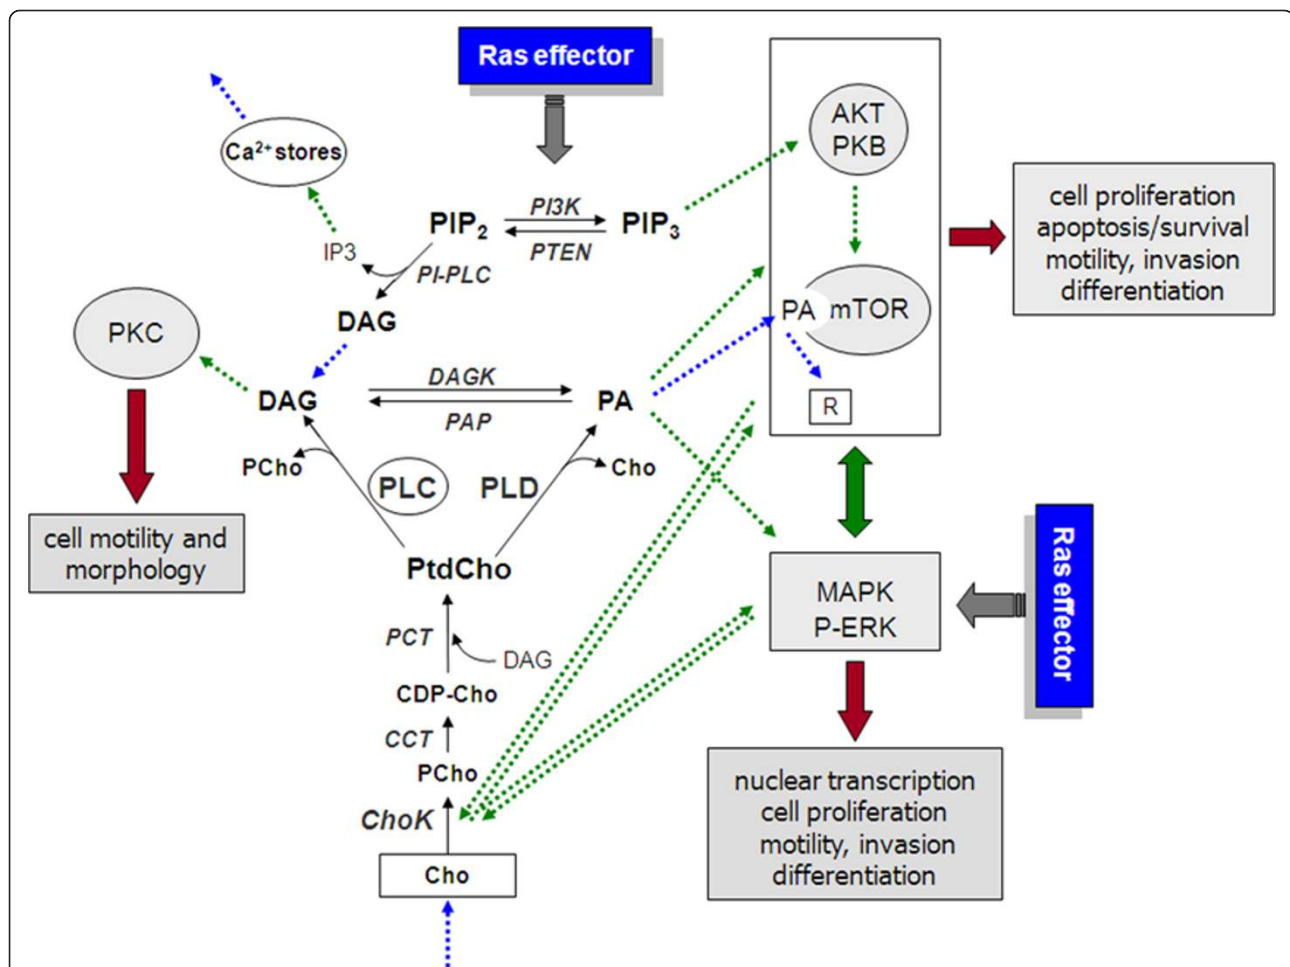 Ras effector
AKT
PKB
Ca²⁺ stores
cell proliferation
apoptosis/survival
motility, invasion
differentiation
PI3K
PIP₂
PIP₃
PTEN
IP3
PI-PLC
PA
mTOR
DAG
PKC
DAGK
DAG
PA
PAP
R
PCho
Cho
PLC
PLD
cell motility and
morphology
PtdCho
Ras effector
MAPK
P-ERK
PCT
DAG
CDP-Cho
CCT
PCho
ChoK
nuclear transcription
cell proliferation
motility, invasion
differentiation
Cho